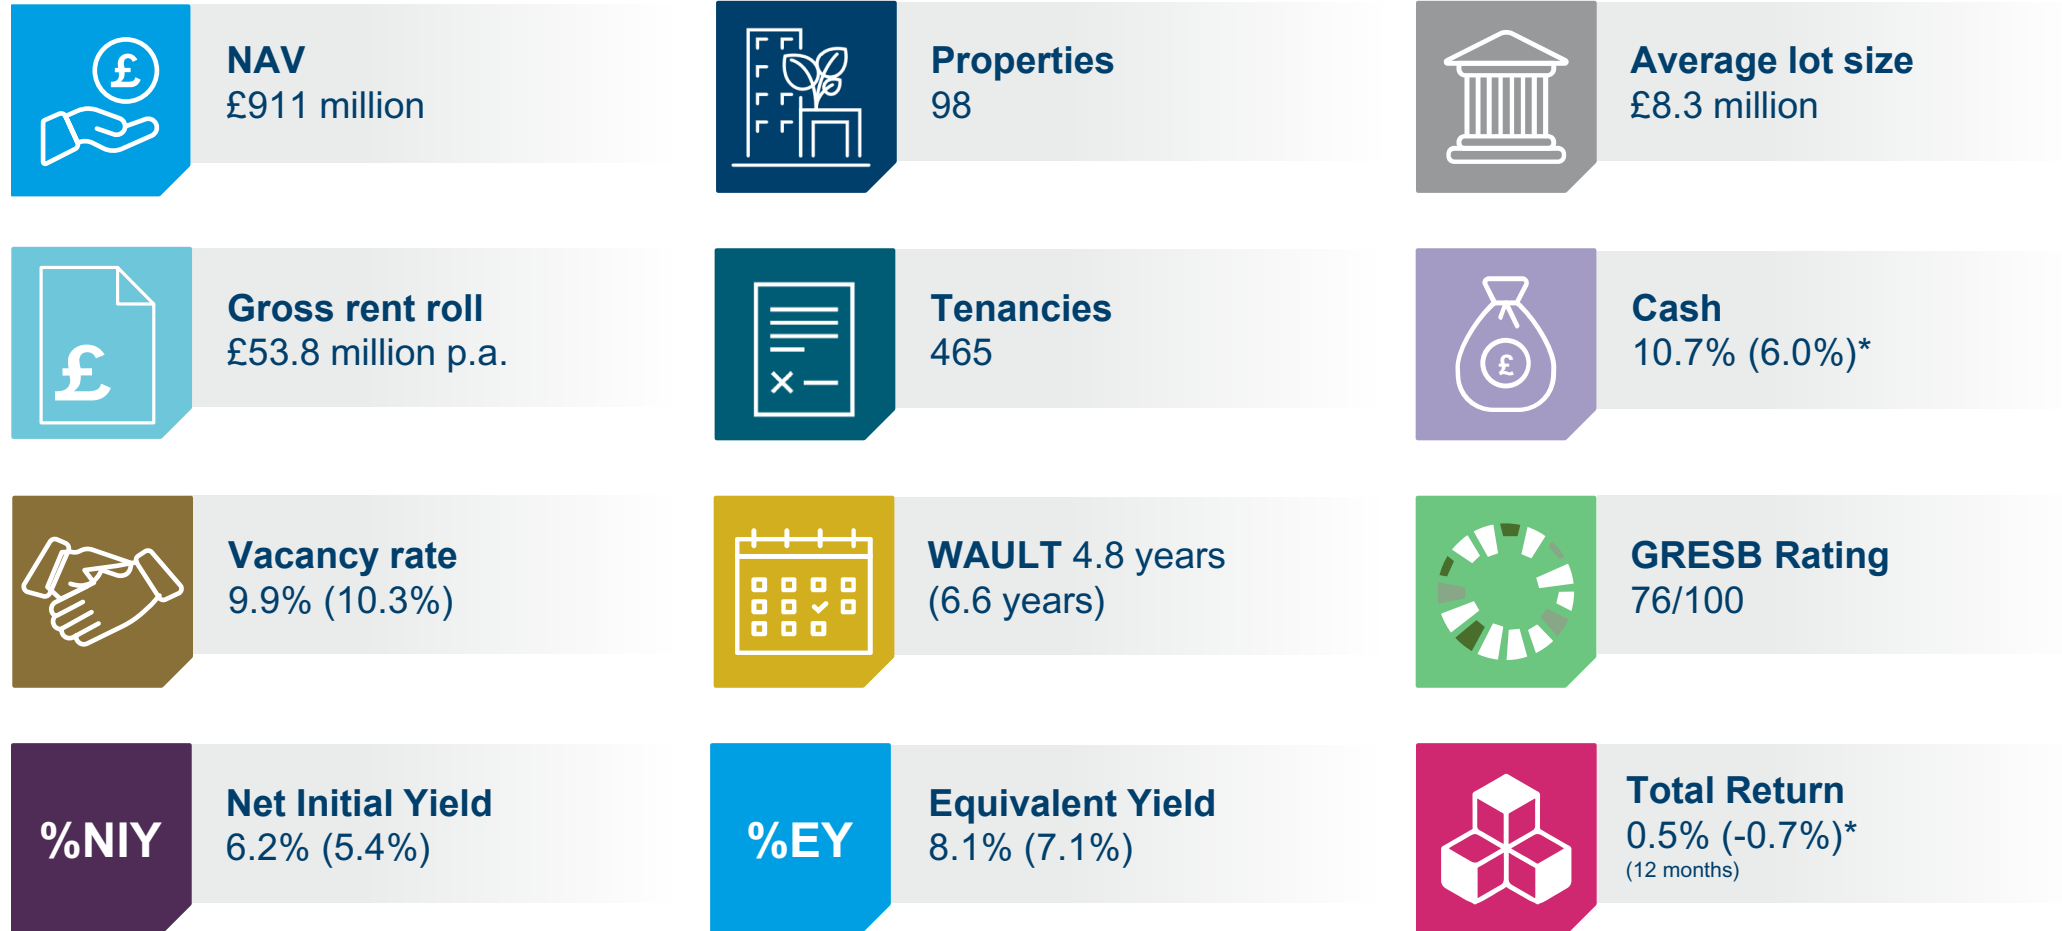 £
NAV
£911 million
Properties
98
Average lot size
£8.3 million
£
Gross rent roll
£53.8 million p.a.
Tenancies
465
£
Cash
10.7% (6.0%)*
Vacancy rate
9.9% (10.3%)
WAULT 4.8 years
(6.6 years)
GRESB Rating
76/100
%NIY
Net Initial Yield
6.2% (5.4%)
%EY
Equivalent Yield
8.1% (7.1%)
Total Return
0.5% (-0.7%)*
(12 months)